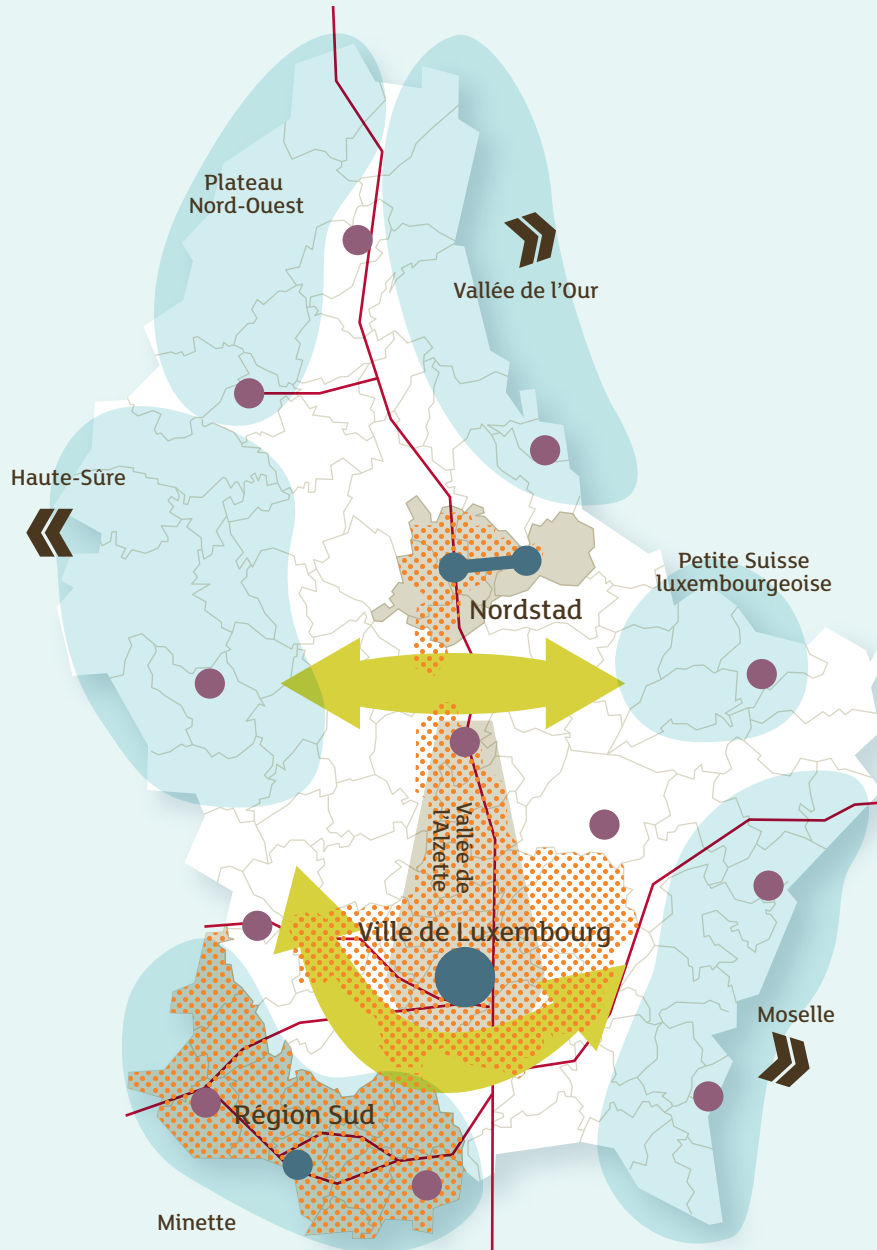 Plateau
Nord-Ouest
Vallée de l'Our
Haute-Sûre
Petite Suisse
luxembourgeoise
Nordstad
Vallée de
l'Alzette
Ville de Luxembourg
Moselle
Région Sud
Minette